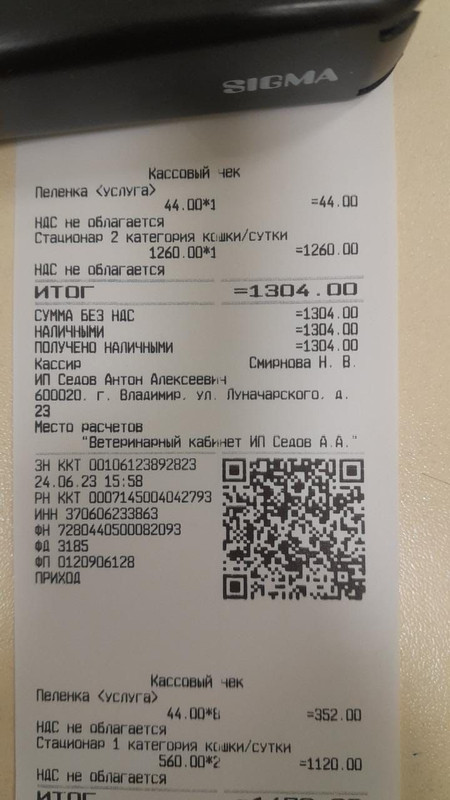 SIGMA
Кассовый чек
Пеленка <услуга>
44.00*1 =44.00
НДС не облагается
Стационар 2 категория кошки/сутки
1260.00*1 =1260.00
НДС не облагается
ИТОГ =1304.00
СУММА БЕЗ НДС =1304.00
НАЛИЧНЫМИ =1304.00
ПОЛУЧЕНО НАЛИЧНЫМИ =1304.00
Кассир Смирнова Н. В.
ИП Седов Антон Алексеевич
600020, г. Владимир, ул. Луначарского, д.
23
Место расчетов
"Ветеринарный кабинет ИП Седов А.А."
ЗН ККТ 00106123892823
24.06.23 15:58
РН ККТ 0007145004042793
ИНН 370606233863
ФН 7280440500082093
ФД 3185
ФП 0120906128
ПРИХОД
Кассовый чек
Пеленка <услуга>
44.00*8 =352.00
НДС не облагается
Стационар 1 категория кошки/сутки
560.00*2 =1120.00
НДС не облагается
ИТОГ